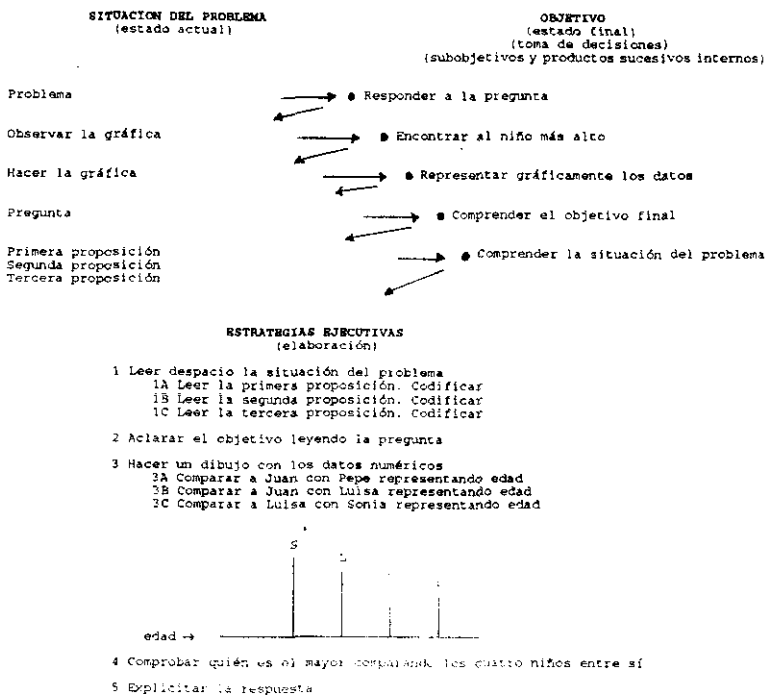 SITUACION DEL PROBLEMA
(estado actual)
OBJETIVO
(estado final)
(toma de decisiones)
(subobjetivos y productos sucesivos internos)
Problema
Responder a la pregunta
Observar la gráfica
Encontrar al niño más alto
Hacer la gráfica
Representar gráficamente los datos
Pregunta
Comprender el objetivo final
Primera proposición
Segunda proposición
Tercera proposición
Comprender la situación del problema
ESTRATEGIAS EJECUTIVAS
(elaboración)
1 Leer despacio la situación del problema
1A Leer la primera proposición. Codificar
1B Leer la segunda proposición. Codificar
1C Leer la tercera proposición. Codificar
2 Aclarar el objetivo leyendo la pregunta
3 Hacer un dibujo con los datos numéricos
3A Comparar a Juan con Pepe representando edad
3B Comparar a Juan con Luisa representando edad
3C Comparar a Luisa con Sonia representando edad
S
L
edad →
4 Comprobar quién es el mayor comparando los cuatro niños entre sí
5 Explicitar la respuesta